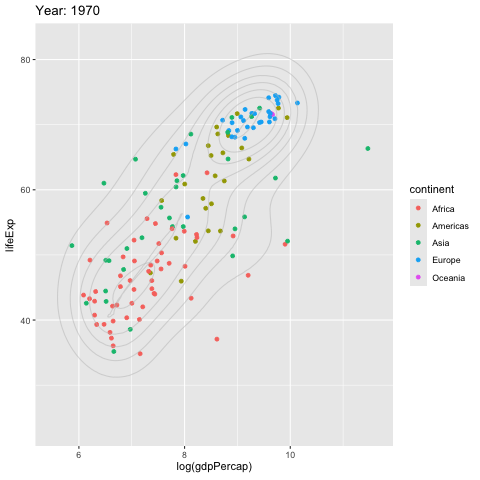 Year: 1970
lifeExp
80
60
40
6
8
10
log(gdpPercap)
continent
Africa
Americas
Asia
Europe
Oceania